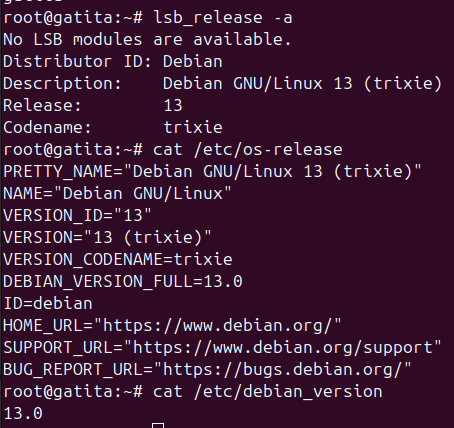 root@gatita:~# lsb_release -a
No LSB modules are available.
Distributor ID: Debian
Description:    Debian GNU/Linux 13 (trixie)
Release:        13
Codename:       trixie
root@gatita:~# cat /etc/os-release
PRETTY_NAME="Debian GNU/Linux 13 (trixie)"
NAME="Debian GNU/Linux"
VERSION_ID="13"
VERSION="13 (trixie)"
VERSION_CODENAME=trixie
DEBIAN_VERSION_FULL=13.0
ID=debian
HOME_URL="https://www.debian.org/"
SUPPORT_URL="https://www.debian.org/support"
BUG_REPORT_URL="https://bugs.debian.org/"
root@gatita:~# cat /etc/debian_version
13.0